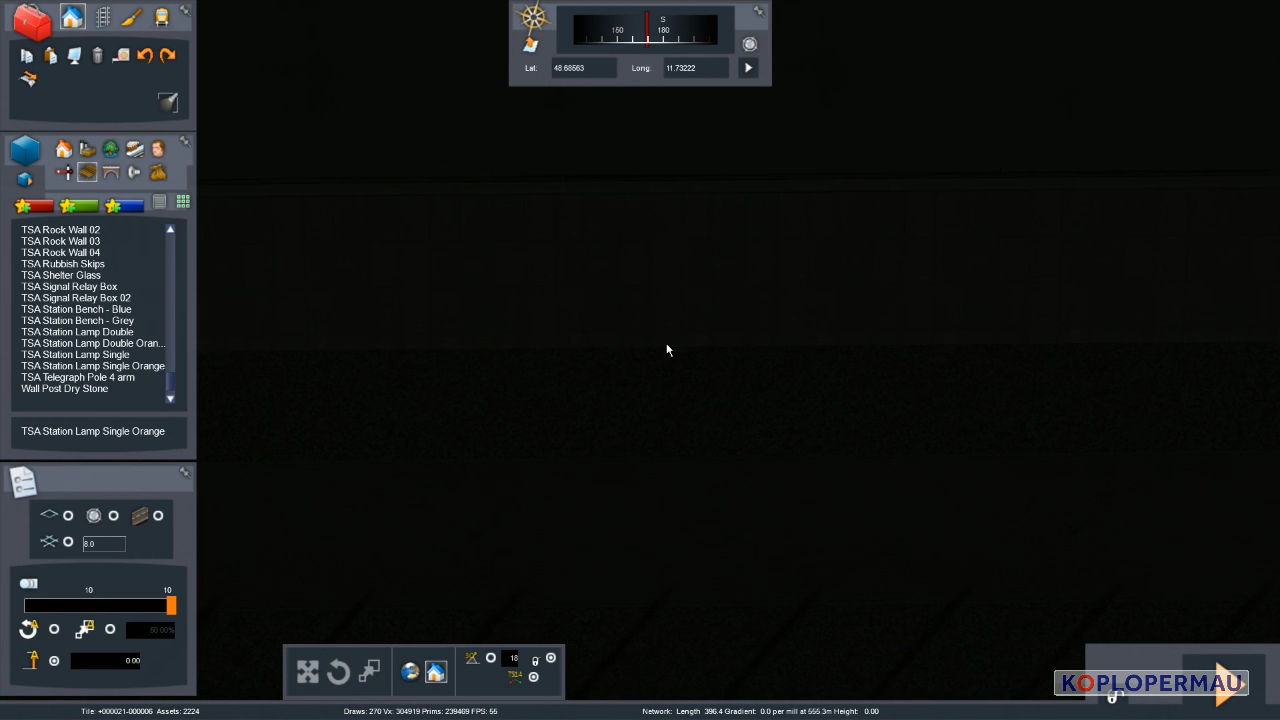 S
150 180
Lat: 48.68563 Long: 11.73222
TSA Rock Wall 02
TSA Rock Wall 03
TSA Rock Wall 04
TSA Rubbish Skips
TSA Shelter Glass
TSA Signal Relay Box
TSA Signal Relay Box 02
TSA Station Bench - Blue
TSA Station Bench - Grey
TSA Station Lamp Double
TSA Station Lamp Double Oran...
TSA Station Lamp Single
TSA Station Lamp Single Orange
TSA Telegraph Pole 4 arm
Wall Post Dry Stone
TSA Station Lamp Single Orange
8.0
10 10
50.00%
0.00
18
TS14
KOPLOPERMAU
Tile: +000021-000006 Assets: 2224
Draws: 270 Vx: 304919 Prims: 239469 FPS: 55
Network: Length 396.4 Gradient: 0.0 per mill at 555.3m Height: 0.00